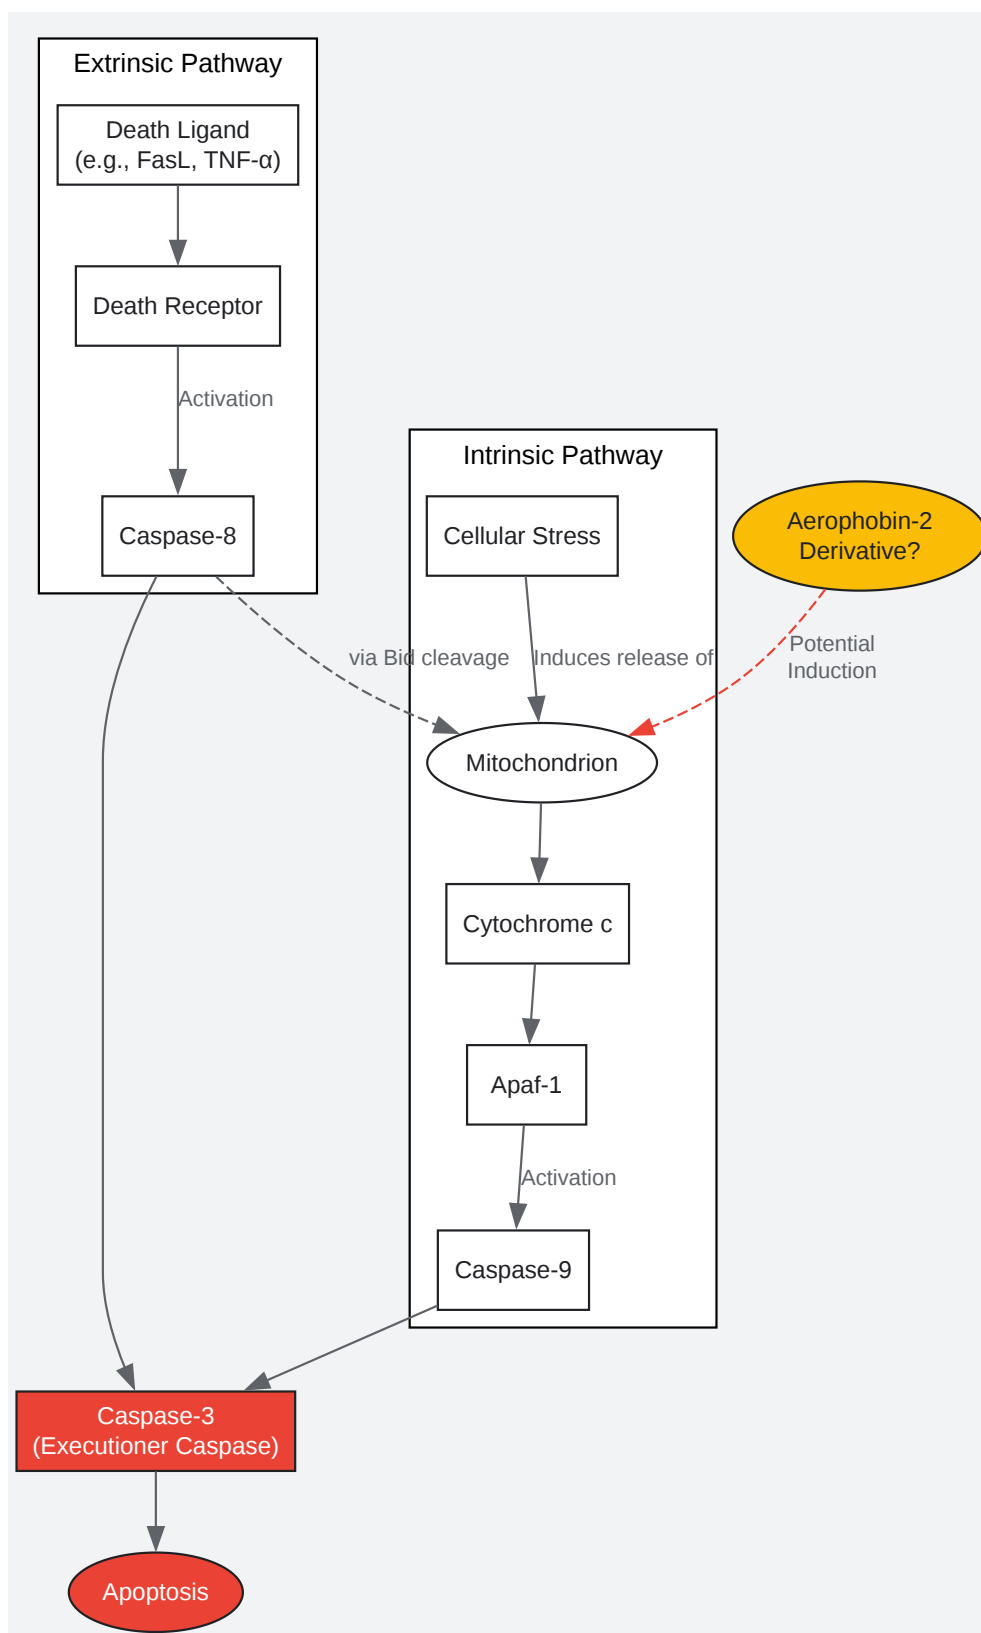 Extrinsic Pathway
Death Ligand
(e.g., FasL, TNF-α)
Death Receptor
Activation
Caspase-8
Intrinsic Pathway
Cellular Stress
Aerophobin-2
Derivative?
via Bid cleavage
Induces release of
Potential
Induction
Mitochondrion
Cytochrome c
Apaf-1
Activation
Caspase-9
Caspase-3
(Executioner Caspase)
Apoptosis